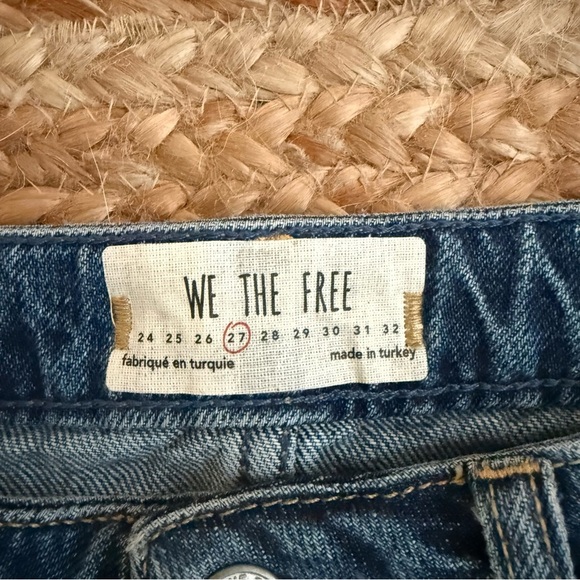 WE THE FREE
24 25 26 27 28 29 30 31 32
fabriqué en turquie made in turkey